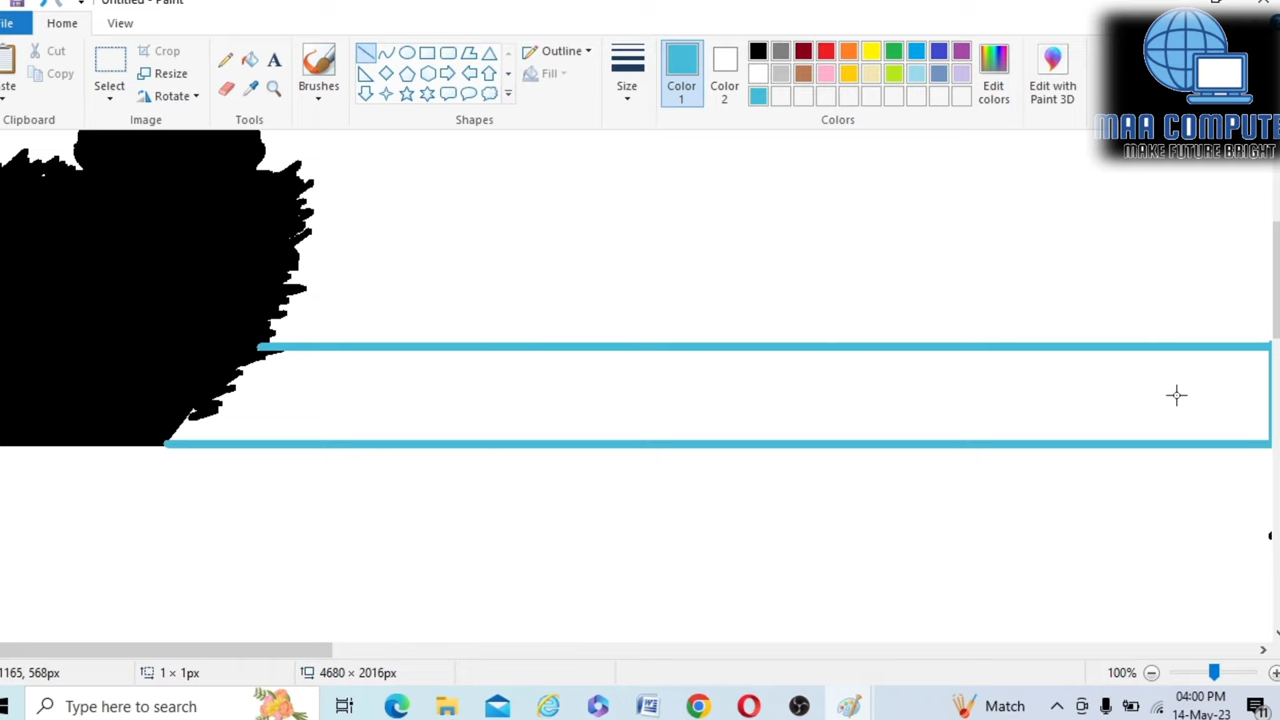 Untitled - Paint
File
Home
View
Cut
Copy
Clipboard
Select
Crop
Resize
Rotate
Image
Tools
Brushes
Shapes
Outline
Fill
Size
Color
1
Color
2
Edit
colors
Edit with
Paint 3D
Colors
MAA COMPUTE
MAKE FUTURE BRIGHT
1165, 568px
1 × 1px
4680 × 2016px
100%
Type here to search
Match
04:00 PM
14-May-23
11